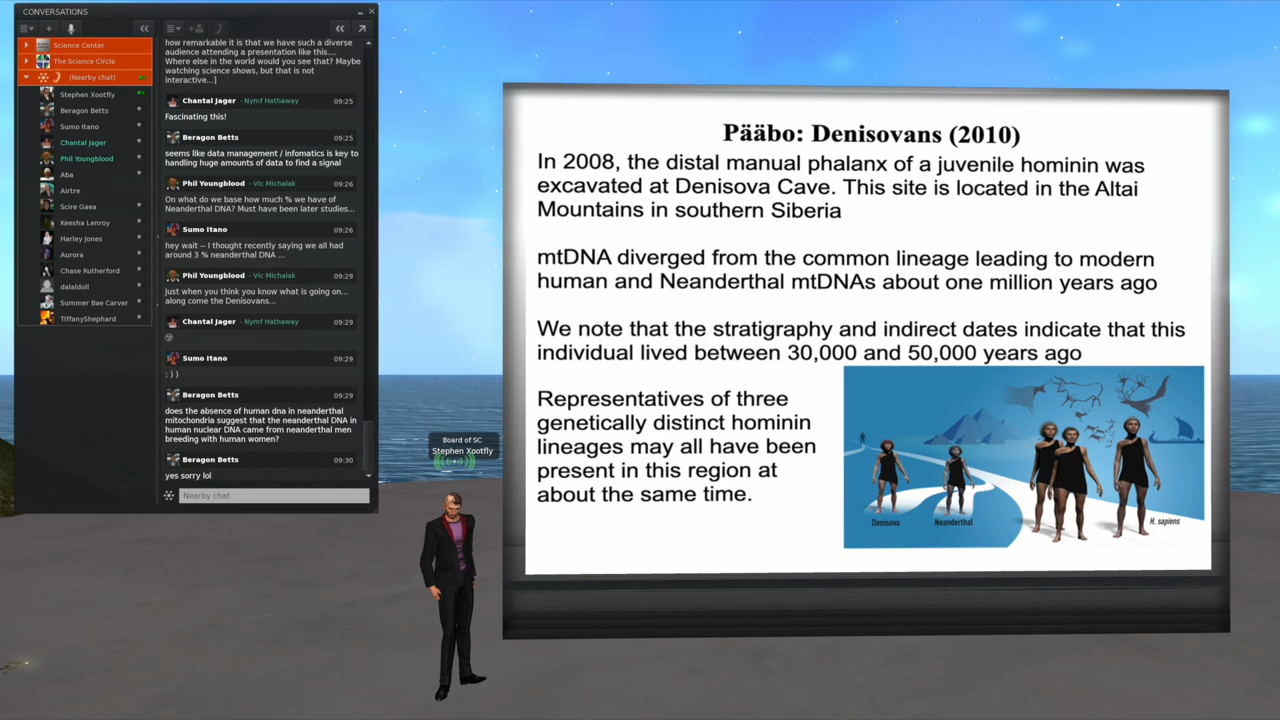 CONVERSATIONS
Science Center
The Science Circle
(Nearby chat)
Stephen Xootfly
Beragon Betts
Sumo Itano
Chantal Jager
Phil Youngblood
Aba
Airtre
Scire Gaea
Keesha Lenroy
Harley Jones
Aurora
Chase Rutherford
dalaldoll
Summer Bae Carver
TiffanyShephard
how remarkable it is that we have such a diverse
audience attending a presentation like this....
Where else in the world would you see that? Maybe
watching science shows, but that is not
interactive...]
Chantal Jager - Nymf Hathaway 09:25
Fascinating this!
Beragon Betts 09:25
seems like data management / infomatics is key to
handling huge amounts of data to find a signal
Phil Youngblood - Vic Michalak 09:26
On what do we base how much % we have of
Neanderthal DNA? Must have been later studies...
Sumo Itano 09:26
hey wait -- I thought recently saying we all had
around 3 % neanderthal DNA ...
Phil Youngblood - Vic Michalak 09:29
Just when you think you know what is going on...
along come the Denisovans...
Chantal Jager - Nymf Hathaway 09:29
Sumo Itano 09:29
: ) )
Beragon Betts 09:29
does the absence of human dna in neanderthal
mitochondria suggest that the neanderthal DNA in
human nuclear DNA came from neanderthal men
breeding with human women?
Beragon Betts 09:30
yes sorry lol
Nearby chat
Board of SC
Stephen Xootfly
Pääbo: Denisovans (2010)
In 2008, the distal manual phalanx of a juvenile hominin was
excavated at Denisova Cave. This site is located in the Altai
Mountains in southern Siberia
mtDNA diverged from the common lineage leading to modern
human and Neanderthal mtDNAs about one million years ago
We note that the stratigraphy and indirect dates indicate that this
individual lived between 30,000 and 50,000 years ago
Representatives of three
genetically distinct hominin
lineages may all have been
present in this region at
about the same time.
Denisova
Neanderthal
H. sapiens